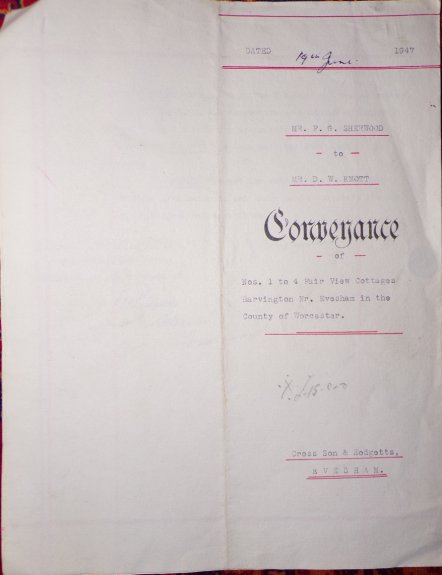 DATED 19th June. 1947
MR. F. G. SHERWOOD
- to -
MR. D. W. KNOTT
Conveyance
- of -
Nos. 1 to 4 Fair View Cottages
Harvington Nr. Evesham in the
County of Worcester.
Cross Son & Hodgetts,
EVESHAM.